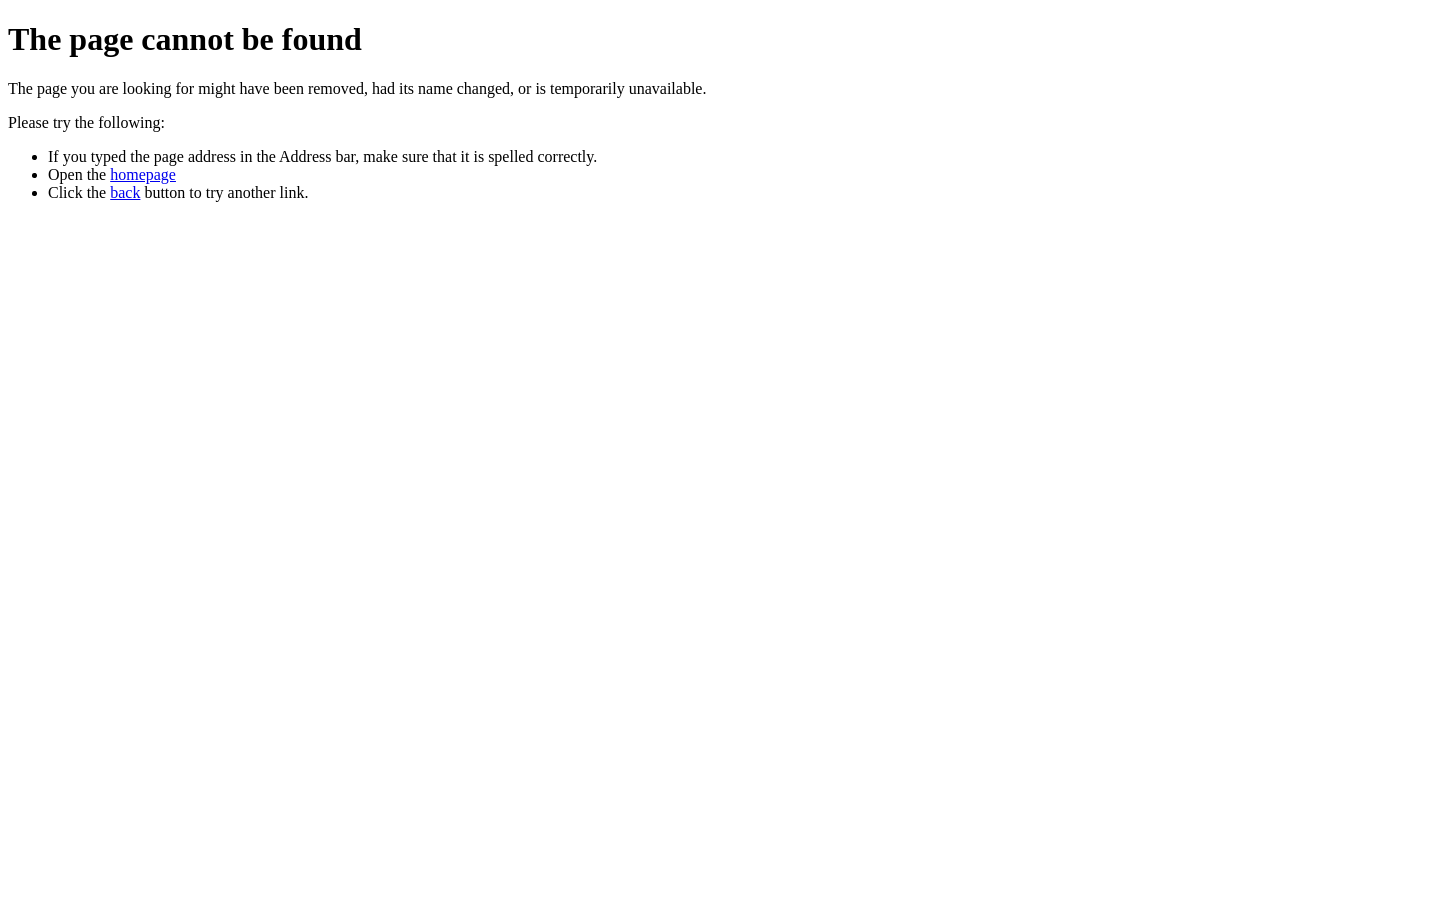 The page cannot be found
The page you are looking for might have been removed, had its name changed, or is temporarily unavailable.
Please try the following:
If you typed the page address in the Address bar, make sure that it is spelled correctly.
Open the homepage
Click the back button to try another link.